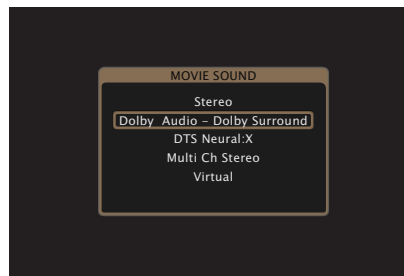 MOVIE SOUND
Stereo
Dolby Audio – Dolby Surround
DTS Neural:X
Multi Ch Stereo
Virtual